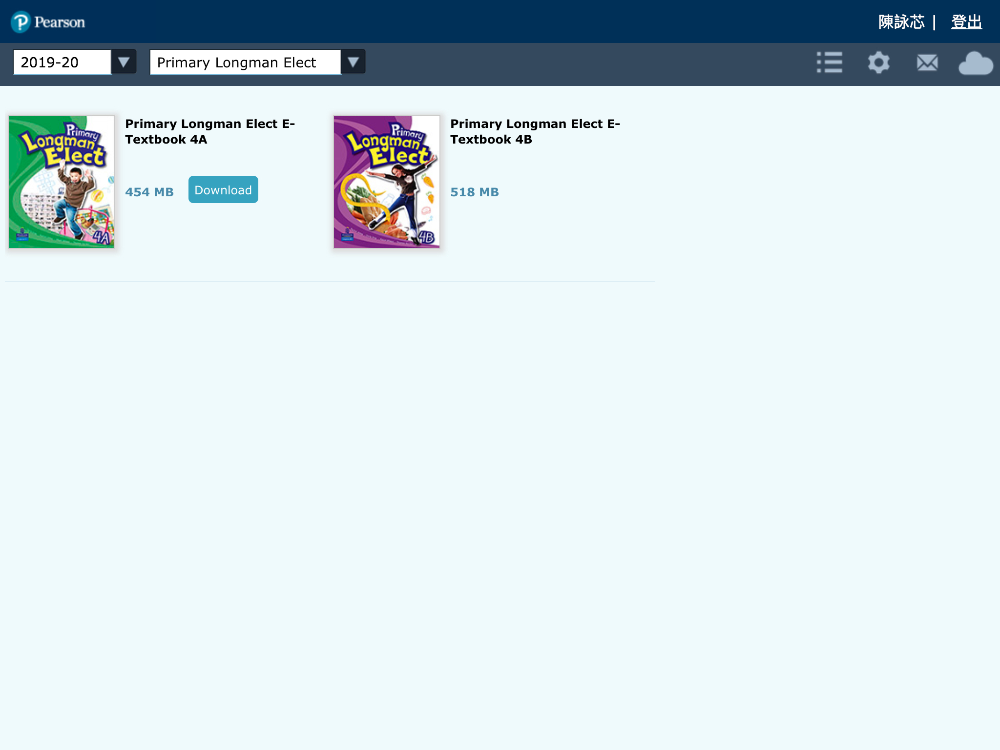 Pearson
陳詠芯 | 登出
2019-20
Primary Longman Elect
Primary
Longman
Elect
4A
Primary Longman Elect E-
Textbook 4A
454 MB
Download
Primary
Longman
Elect
4B
Primary Longman Elect E-
Textbook 4B
518 MB